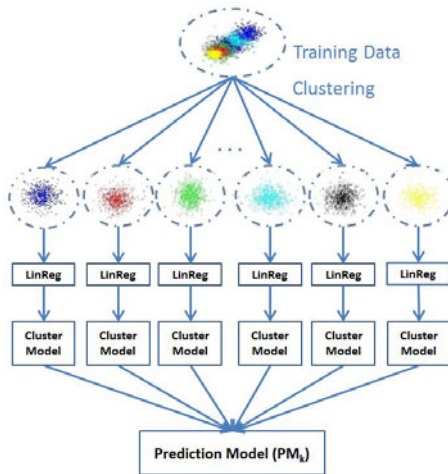 Training Data
Clustering
...
LinReg LinReg LinReg LinReg LinReg LinReg
Cluster Cluster Cluster Cluster Cluster Cluster
Model Model Model Model Model Model
Prediction Model (PMk)